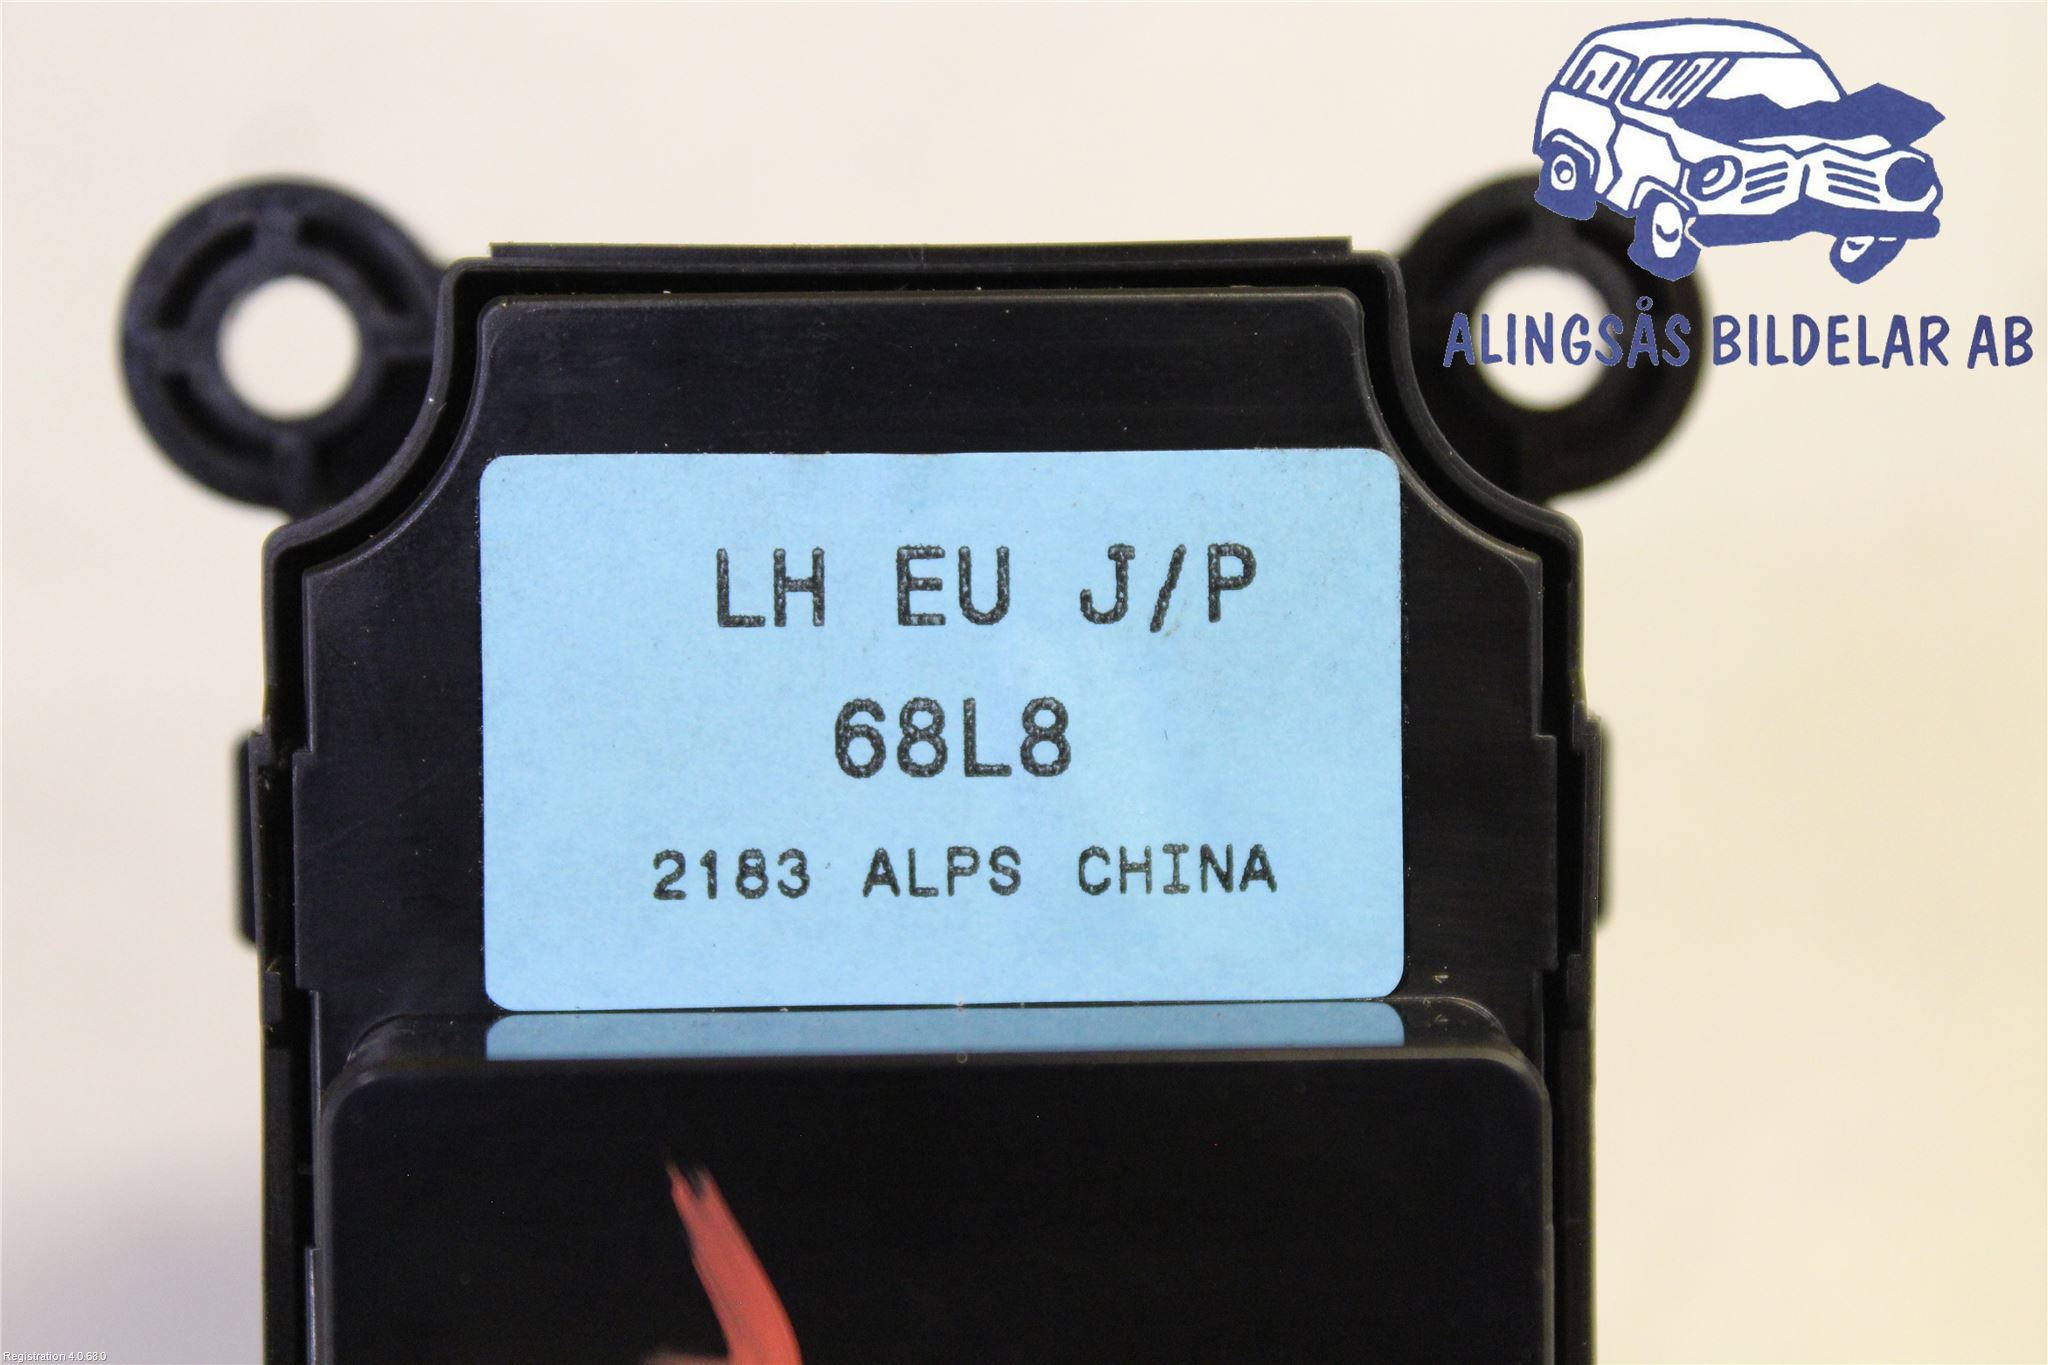 ALINGSÅS BILDELAR AB
LH EU J/P
68L8
2183 ALPS CHINA
Registration 4.0.68.0